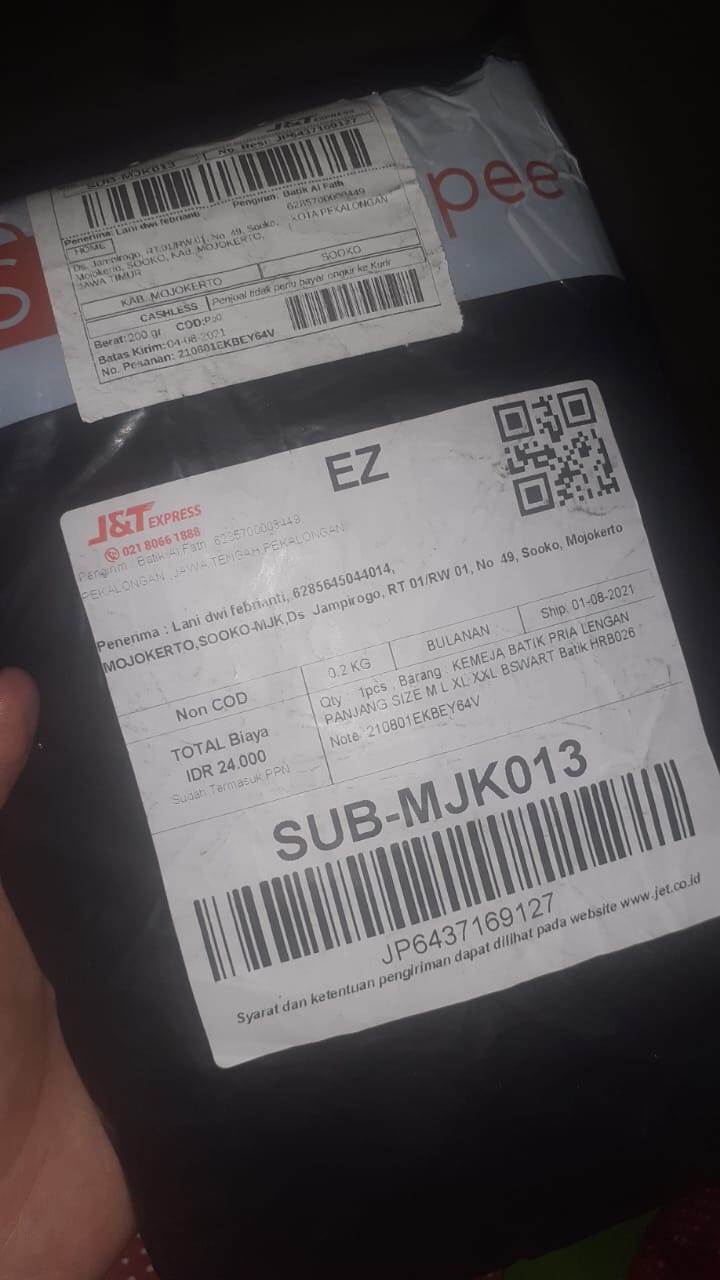 pee
S
J&T EXPRESS
SUB-MJK013 No. Resi: JP6437169127
Penerima: Lani dwi febrianti Pengirim: Batik Al Fath
HOME 6285700000449
KOTA PEKALONGAN
Ds. Jampirogo, RT.01/RW 01, No. 49, Sooko,
Mojokerto, SOOKO, KAB. MOJOKERTO,
JAWA TIMUR
KAB. MOJOKERTO SOOKO
CASHLESS Penjual tidak perlu bayar ongkir ke Kurir
Berat: 200 gr COD: Rp0
Batas Kirim: 04-08-2021
No. Pesanan: 210801EKBEY64V
EZ
J&T EXPRESS
021 8066 1888
Pengirim : Batik Al Fath,
PEKALONGAN ,JAWA TENGAH,PEKALONGAN
Penerima : Lani dwi febrianti, 6285645044014,
MOJOKERTO,SOOKO-MJK,Ds Jampirogo, RT 01/RW 01, No 49, Sooko, Mojokerto
Non COD 0.2 KG BULANAN Ship. 01-08-2021
TOTAL Biaya
IDR 24.000
Sudah Termasuk PPN
Qty : 1pcs , Barang : KEMEJA BATIK PRIA LENGAN
PANJANG SIZE M L XL XXL BSWART Batik HRB026
Note: 210801EKBEY64V
SUB-MJK013
JP6437169127
Syarat dan ketentuan pengiriman dapat dilihat pada website www.jet.co.id